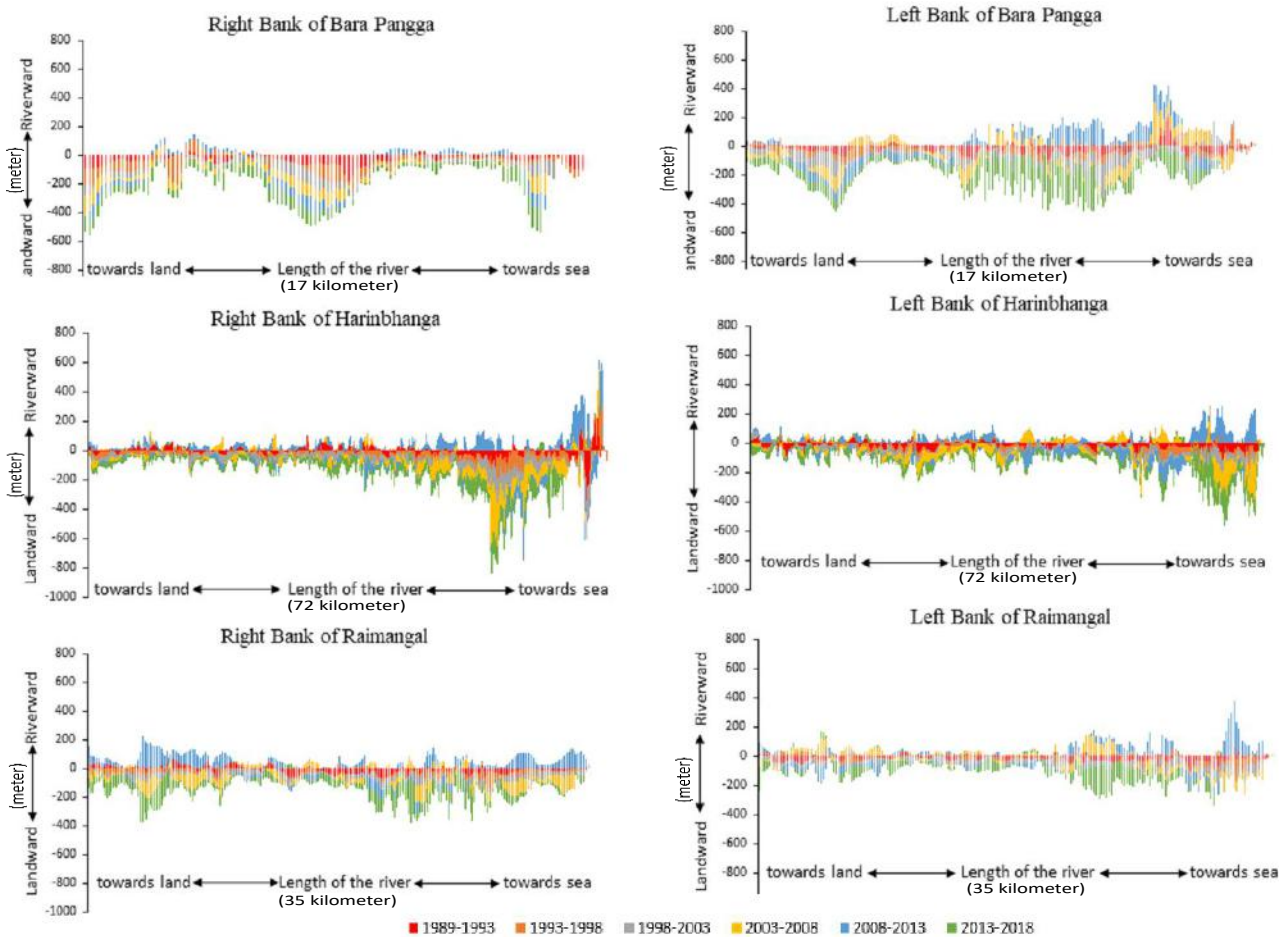 Right Bank of Bara Pangga
800
600
400
200
0
-200
-400
-600
-800
andward
(meter)
Riverward
towards land
Length of the river
towards sea
(17 kilometer)
Left Bank of Bara Pangga
800
600
400
200
0
-200
-400
-600
-800
andward
(meter)
Riverward
towards land
Length of the river
towards sea
(17 kilometer)
Right Bank of Harinbhanga
800
600
400
200
0
-200
-400
-600
-800
-1000
Landward
(meter)
Riverward
towards land
Length of the river
towards sea
(72 kilometer)
Left Bank of Harinbhanga
800
600
400
200
0
-200
-400
-600
-800
-1000
Landward
(meter)
Riverward
towards land
Length of the river
towards sea
(72 kilometer)
Right Bank of Raimangal
800
600
400
200
0
-200
-400
-600
-800
-1000
Landward
(meter)
Riverward
towards land
Length of the river
towards sea
(35 kilometer)
Left Bank of Raimangal
800
600
400
200
0
-200
-400
-600
-800
Landward
(meter)
Riverward
towards land
Length of the river
towards sea
(35 kilometer)
1989-1993 1993-1998 1998-2003 2003-2008 2008-2013 2013-2018